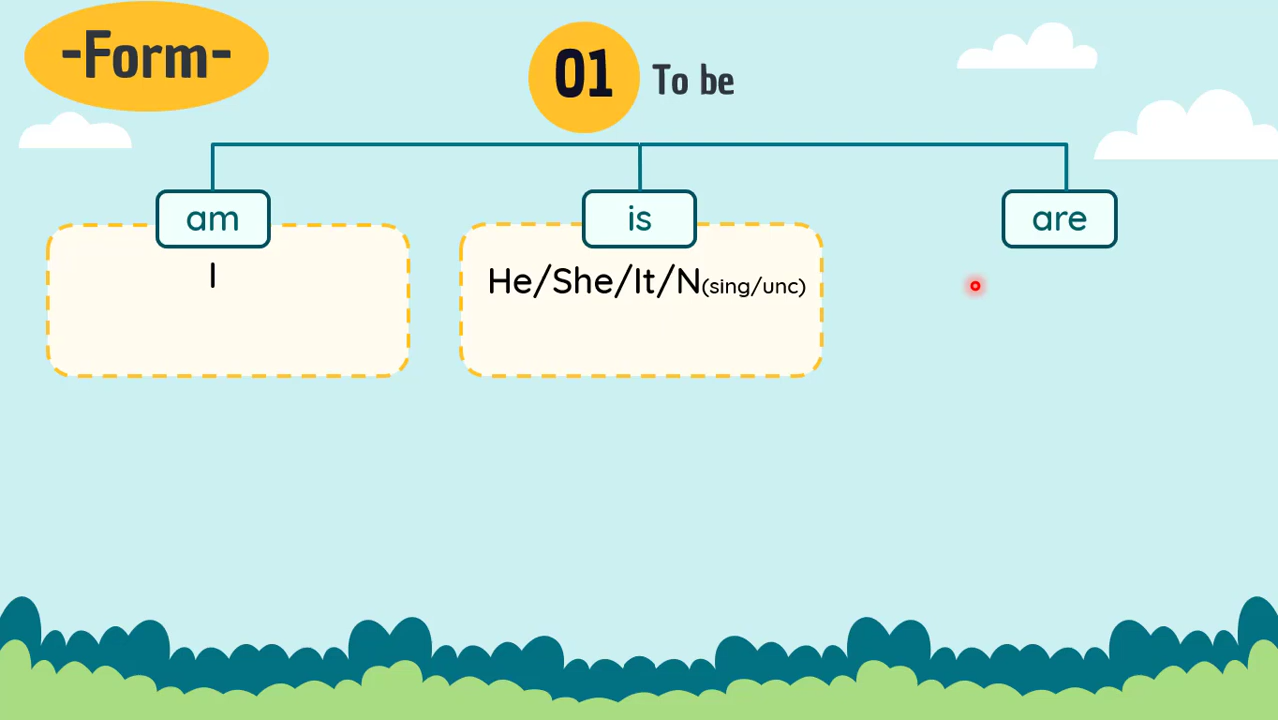 -Form-
01 To be
am
is
are
I
He/She/It/N(sing/unc)